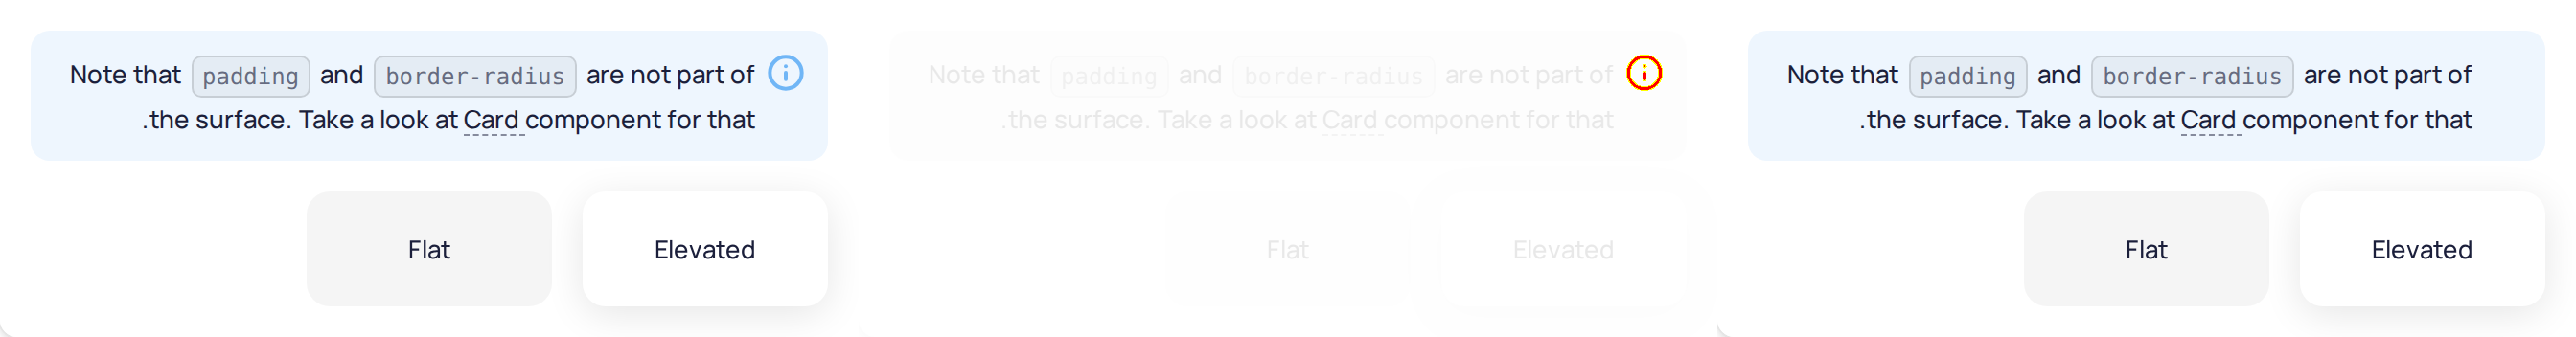 Note that padding and border-radius are not part of
.the surface. Take a look at Card component for that
Flat Elevated
Note that padding and border-radius are not part of
.the surface. Take a look at Card component for that
Flat Elevated
Note that padding and border-radius are not part of
.the surface. Take a look at Card component for that
Flat Elevated